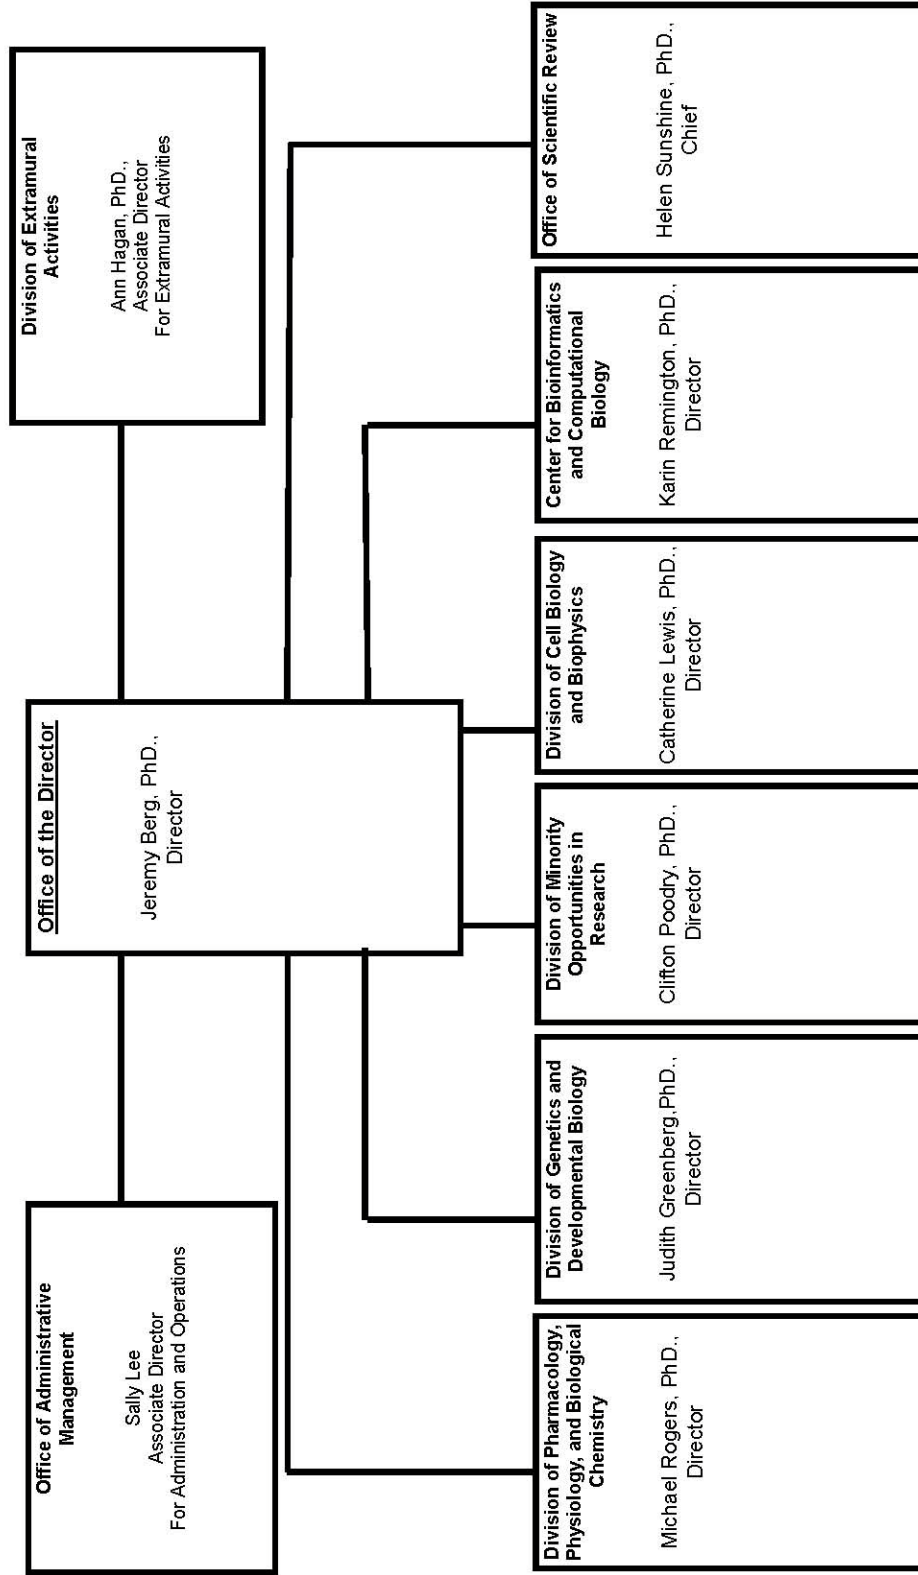 Office of Administrative
Management
Sally Lee
Associate Director
For Administration and Operations
Office of the Director
Jeremy Berg, PhD.,
Director
Division of Extramural
Activities
Ann Hagan, PhD.,
Associate Director
For Extramural Activities
Division of Pharmacology,
Physiology, and Biological
Chemistry
Michael Rogers, PhD.,
Director
Division of Genetics and
Developmental Biology
Judith Greenberg,PhD.,
Director
Division of Minority
Opportunities in
Research
Clifton Poodry, PhD.,
Director
Division of Cell Biology
and Biophysics
Catherine Lewis, PhD.,
Director
Center for Bioinformatics
and Computational
Biology
Karin Remington, PhD.,
Director
Office of Scientific Review
Helen Sunshine, PhD.,
Chief